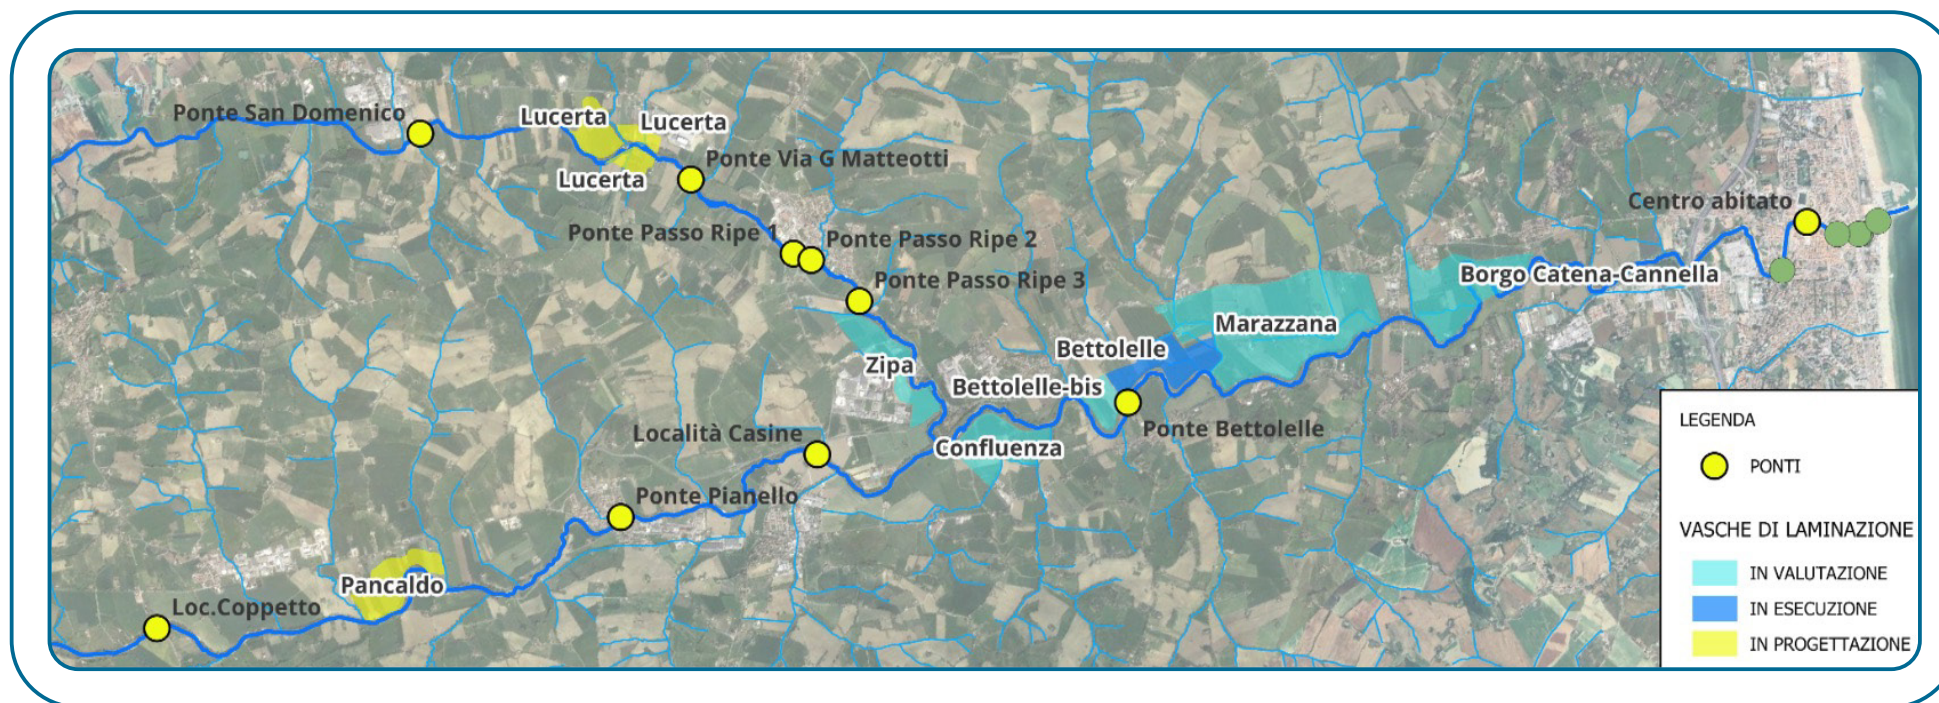 Ponte San Domenico
Lucerta
Lucerta
Lucerta
Ponte Via G Matteotti
Ponte Passo Ripe 1
Ponte Passo Ripe 2
Ponte Passo Ripe 3
Centro abitato
Borgo Catena-Cannella
Marazzana
Bettolelle
Zipa
Bettolelle-bis
Ponte Bettolelle
Località Casine
Confluenza
Ponte Pianello
Pancaldo
Loc.Coppetto
LEGENDA
PONTI
VASCHE DI LAMINAZIONE
IN VALUTAZIONE
IN ESECUZIONE
IN PROGETTAZIONE